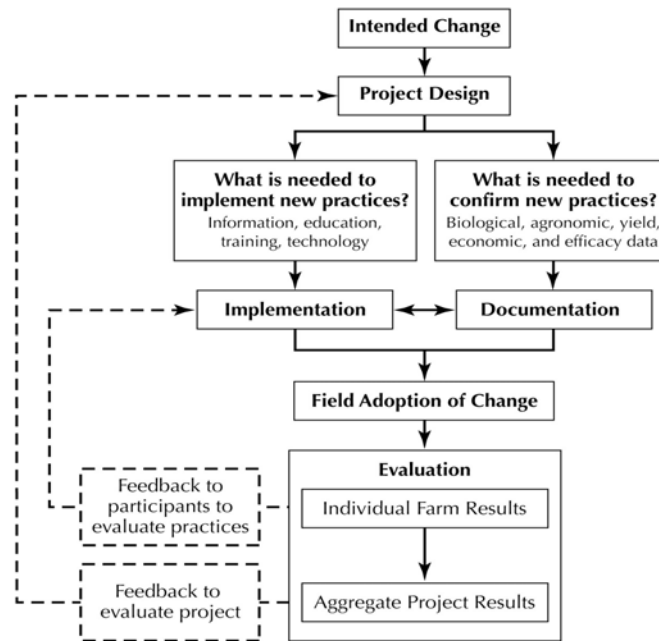 Intended Change
Project Design
What is needed to
implement new practices?
Information, education,
training, technology
What is needed to
confirm new practices?
Biological, agronomic, yield,
economic, and efficacy data
Implementation
Documentation
Field Adoption of Change
Evaluation
Individual Farm Results
Aggregate Project Results
Feedback to
participants to
evaluate practices
Feedback to
evaluate project